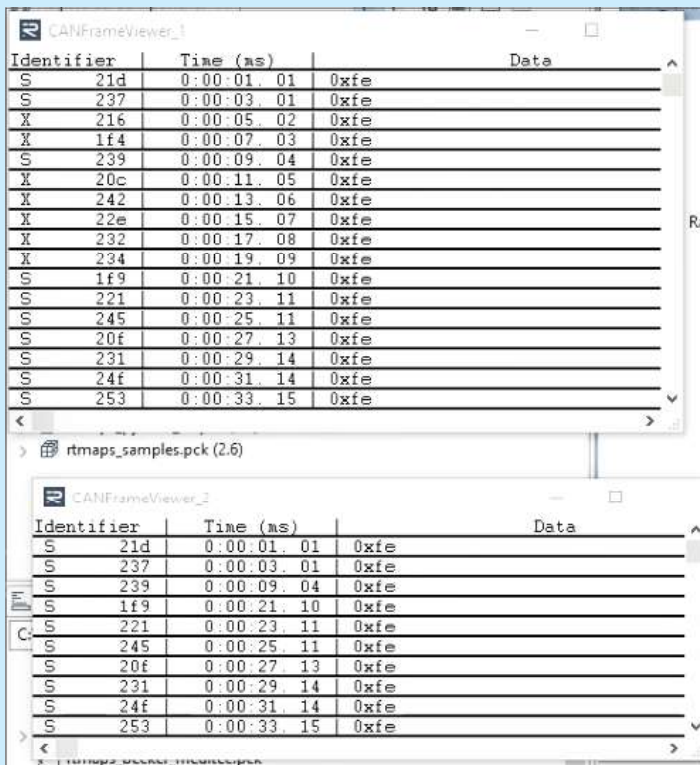 CANFrameViewer_1
Identifier | Time (ms) | Data
S 21d | 0:00:01. 01 | 0xfe
S 237 | 0:00:03. 01 | 0xfe
X 216 | 0:00:05. 02 | 0xfe
X 1f4 | 0:00:07. 03 | 0xfe
S 239 | 0:00:09. 04 | 0xfe
X 20c | 0:00:11. 05 | 0xfe
X 242 | 0:00:13. 06 | 0xfe
X 22e | 0:00:15. 07 | 0xfe
X 232 | 0:00:17. 08 | 0xfe
X 234 | 0:00:19. 09 | 0xfe
S 1f9 | 0:00:21. 10 | 0xfe
S 221 | 0:00:23. 11 | 0xfe
S 245 | 0:00:25. 11 | 0xfe
S 20f | 0:00:27. 13 | 0xfe
S 231 | 0:00:29. 14 | 0xfe
S 24f | 0:00:31. 14 | 0xfe
S 253 | 0:00:33. 15 | 0xfe
rtmaps_samples.pck (2.6)
CANFrameViewer_2
Identifier | Time (ms) | Data
S 21d | 0:00:01. 01 | 0xfe
S 237 | 0:00:03. 01 | 0xfe
S 239 | 0:00:09. 04 | 0xfe
S 1f9 | 0:00:21. 10 | 0xfe
S 221 | 0:00:23. 11 | 0xfe
S 245 | 0:00:25. 11 | 0xfe
S 20f | 0:00:27. 13 | 0xfe
S 231 | 0:00:29. 14 | 0xfe
S 24f | 0:00:31. 14 | 0xfe
S 253 | 0:00:33. 15 | 0xfe